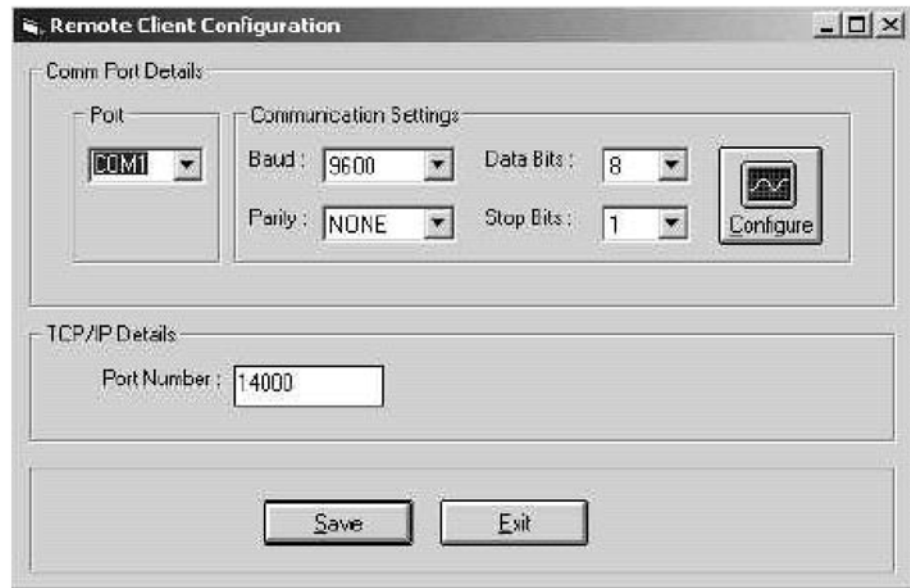 Remote Client Configuration
Comm Port Details
Port
COM1
Communication Settings
Baud : 9600
Data Bits : 8
Parity : NONE
Stop Bits : 1
Configure
TCP/IP Details
Port Number : 14000
Save
Exit